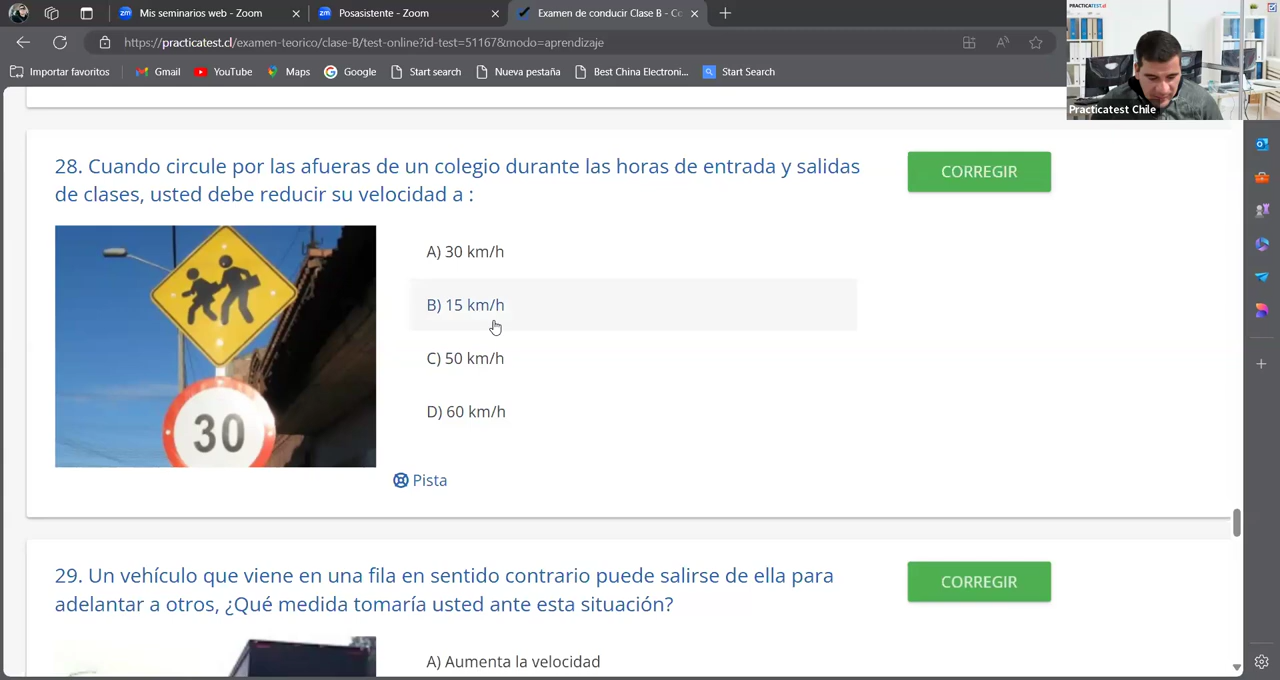 Mis seminarios web - Zoom
Posasistente - Zoom
Examen de conducir Clase B - Co
https://practicatest.cl/examen-teorico/clase-B/test-online?id-test=51167&modo=aprendizaje
Importar favoritos
Gmail
YouTube
Maps
Google
Start search
Nueva pestaña
Best China Electroni...
Start Search
PRACTICATEST.cl
Practicatest Chile
28. Cuando circule por las afueras de un colegio durante las horas de entrada y salidas
de clases, usted debe reducir su velocidad a :
CORREGIR
30
A) 30 km/h
B) 15 km/h
C) 50 km/h
D) 60 km/h
Pista
29. Un vehículo que viene en una fila en sentido contrario puede salirse de ella para
adelantar a otros, ¿Qué medida tomaría usted ante esta situación?
CORREGIR
A) Aumenta la velocidad